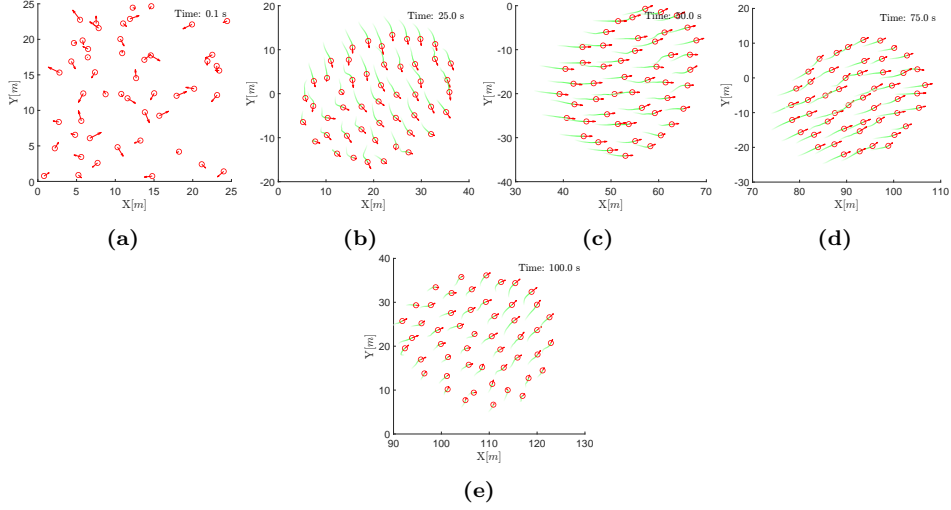 25
20
15
10
5
0
0
5
10
15
20
25
Y[m]
X[m]
Time: 0.1 s
(a)
20
10
0
-10
-20
0
10
20
30
40
Y[m]
X[m]
Time: 25.0 s
(b)
-0
-10
-20
-30
-40
30
40
50
60
70
Y[m]
X[m]
Time: 50.0 s
(c)
20
10
0
-10
-20
-30
70
80
90
100
110
Y[m]
X[m]
Time: 75.0 s
(d)
40
30
20
10
0
90
100
110
120
130
Y[m]
X[m]
Time: 100.0 s
(e)